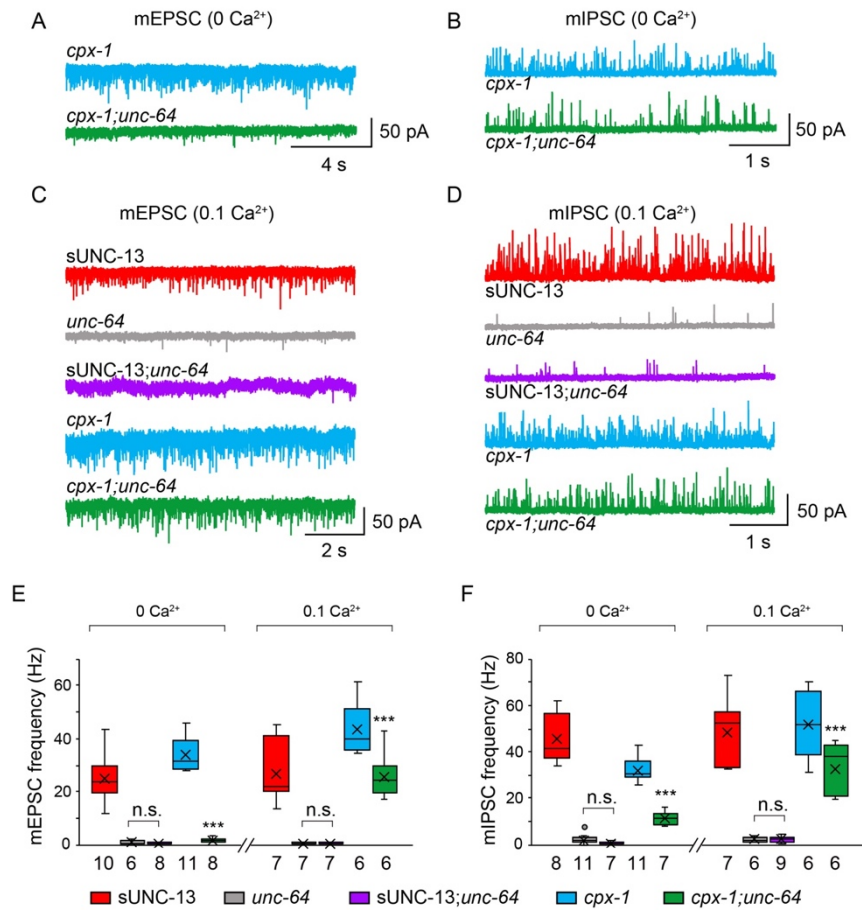 A
mEPSC (0 Ca²⁺)
cpx-1
cpx-1;unc-64
50 pA
4 s
B
mIPSC (0 Ca²⁺)
cpx-1
cpx-1;unc-64
50 pA
1 s
C
mEPSC (0.1 Ca²⁺)
sUNC-13
unc-64
sUNC-13;unc-64
cpx-1
cpx-1;unc-64
50 pA
2 s
D
mIPSC (0.1 Ca²⁺)
sUNC-13
unc-64
sUNC-13;unc-64
cpx-1
cpx-1;unc-64
50 pA
1 s
E
0 Ca²⁺ 0.1 Ca²⁺
mEPSC frequency (Hz)
60
40
20
0
n.s. *** n.s. ***
10 6 8 11 8 7 7 7 6 6
F
0 Ca²⁺ 0.1 Ca²⁺
mIPSC frequency (Hz)
80
60
40
20
0
n.s. *** n.s. ***
8 11 7 11 7 7 6 9 6 6
sUNC-13 unc-64 sUNC-13;unc-64 cpx-1 cpx-1;unc-64